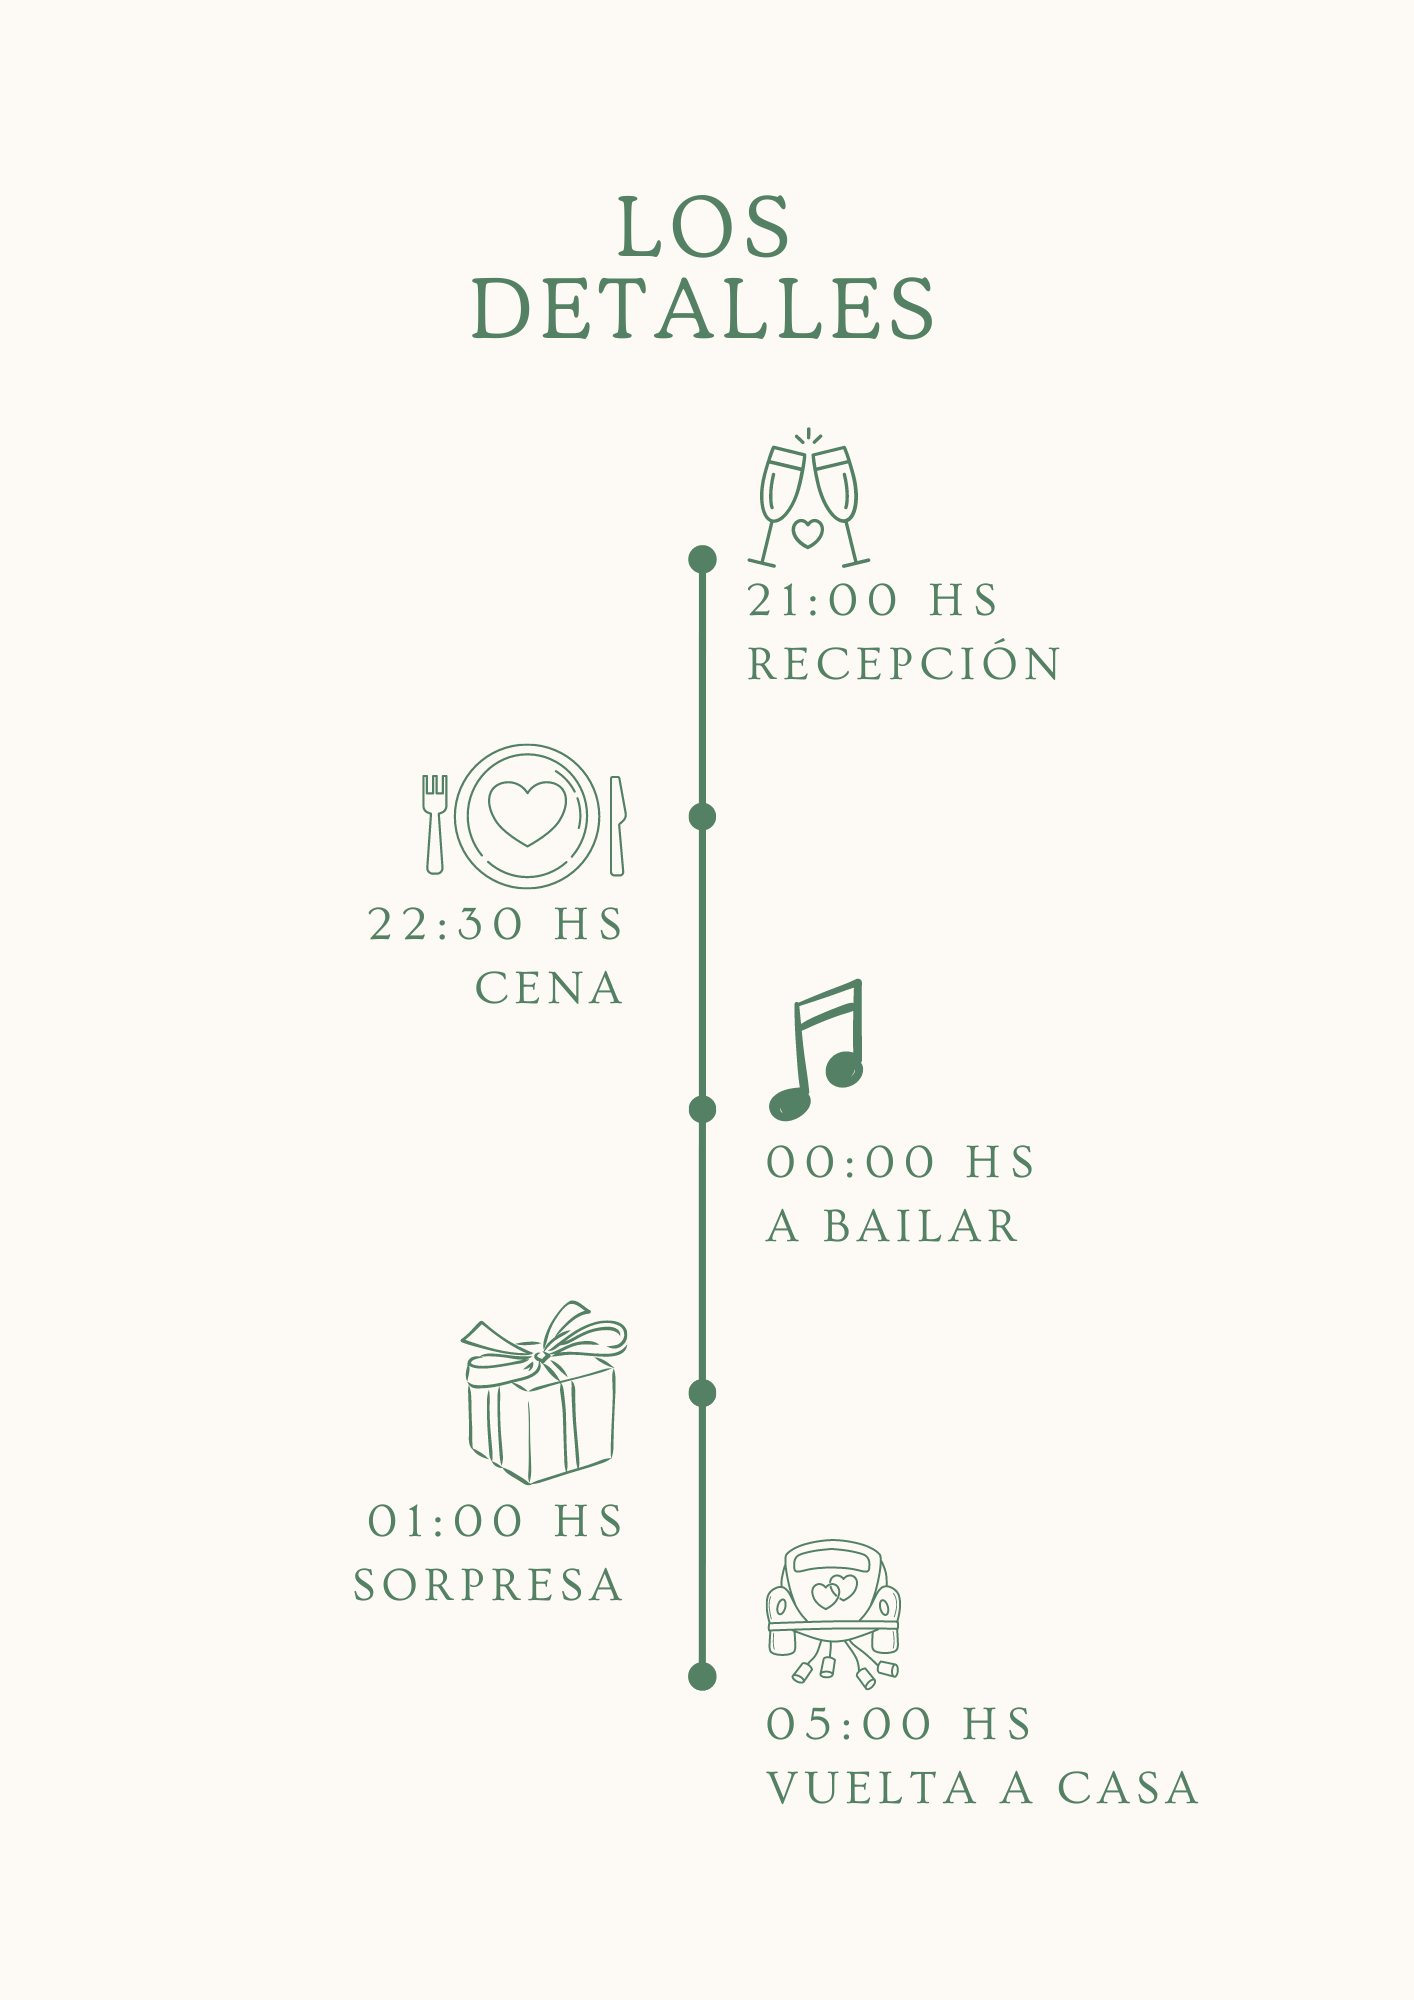 LOS
DETALLES
21:00 HS
RECEPCIÓN
22:30 HS
CENA
00:00 HS
A BAILAR
01:00 HS
SORPRESA
05:00 HS
VUELTA A CASA